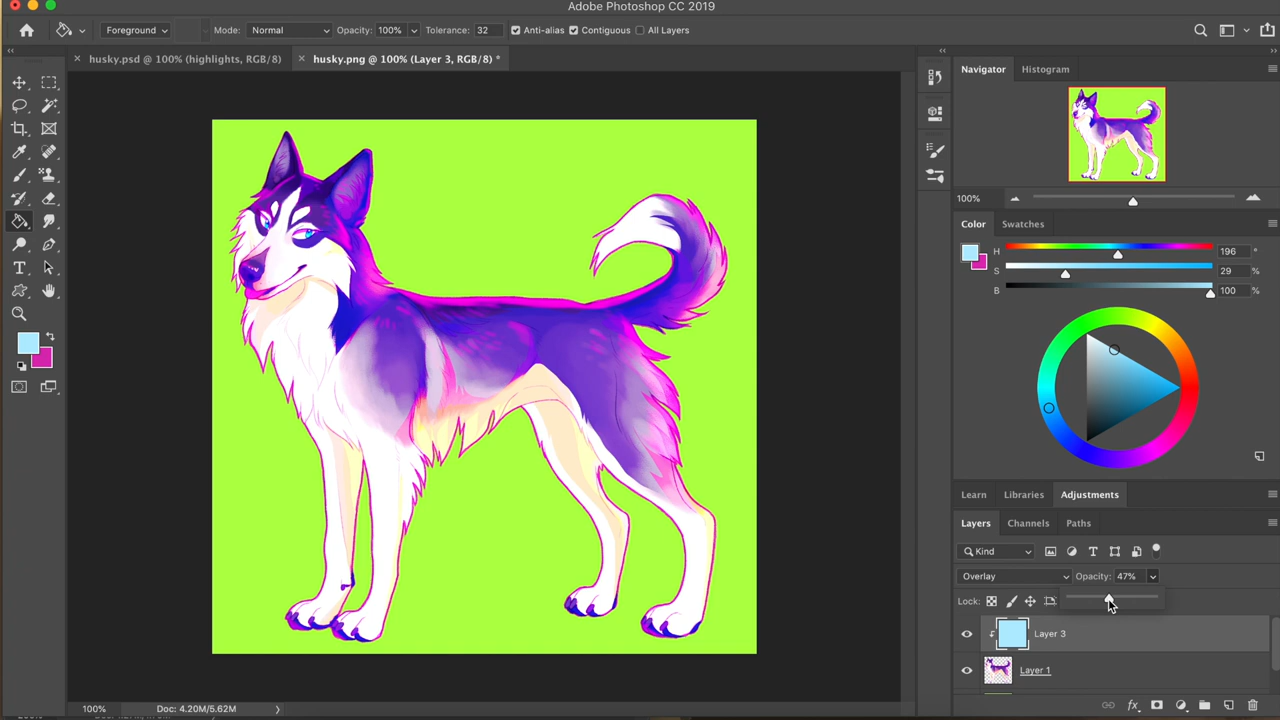 Adobe Photoshop CC 2019
Foreground Mode: Normal Opacity: 100% Tolerance: 32 Anti-alias Contiguous All Layers
husky.psd @ 100% (highlights, RGB/8) husky.png @ 100% (Layer 3, RGB/8) *
Navigator Histogram
100%
Color Swatches
H 196 °
S 29 %
B 100 %
Learn Libraries Adjustments
Layers Channels Paths
Kind
Overlay Opacity: 47%
Lock:
Layer 3
Layer 1
100% Doc: 4.20M/5.62M